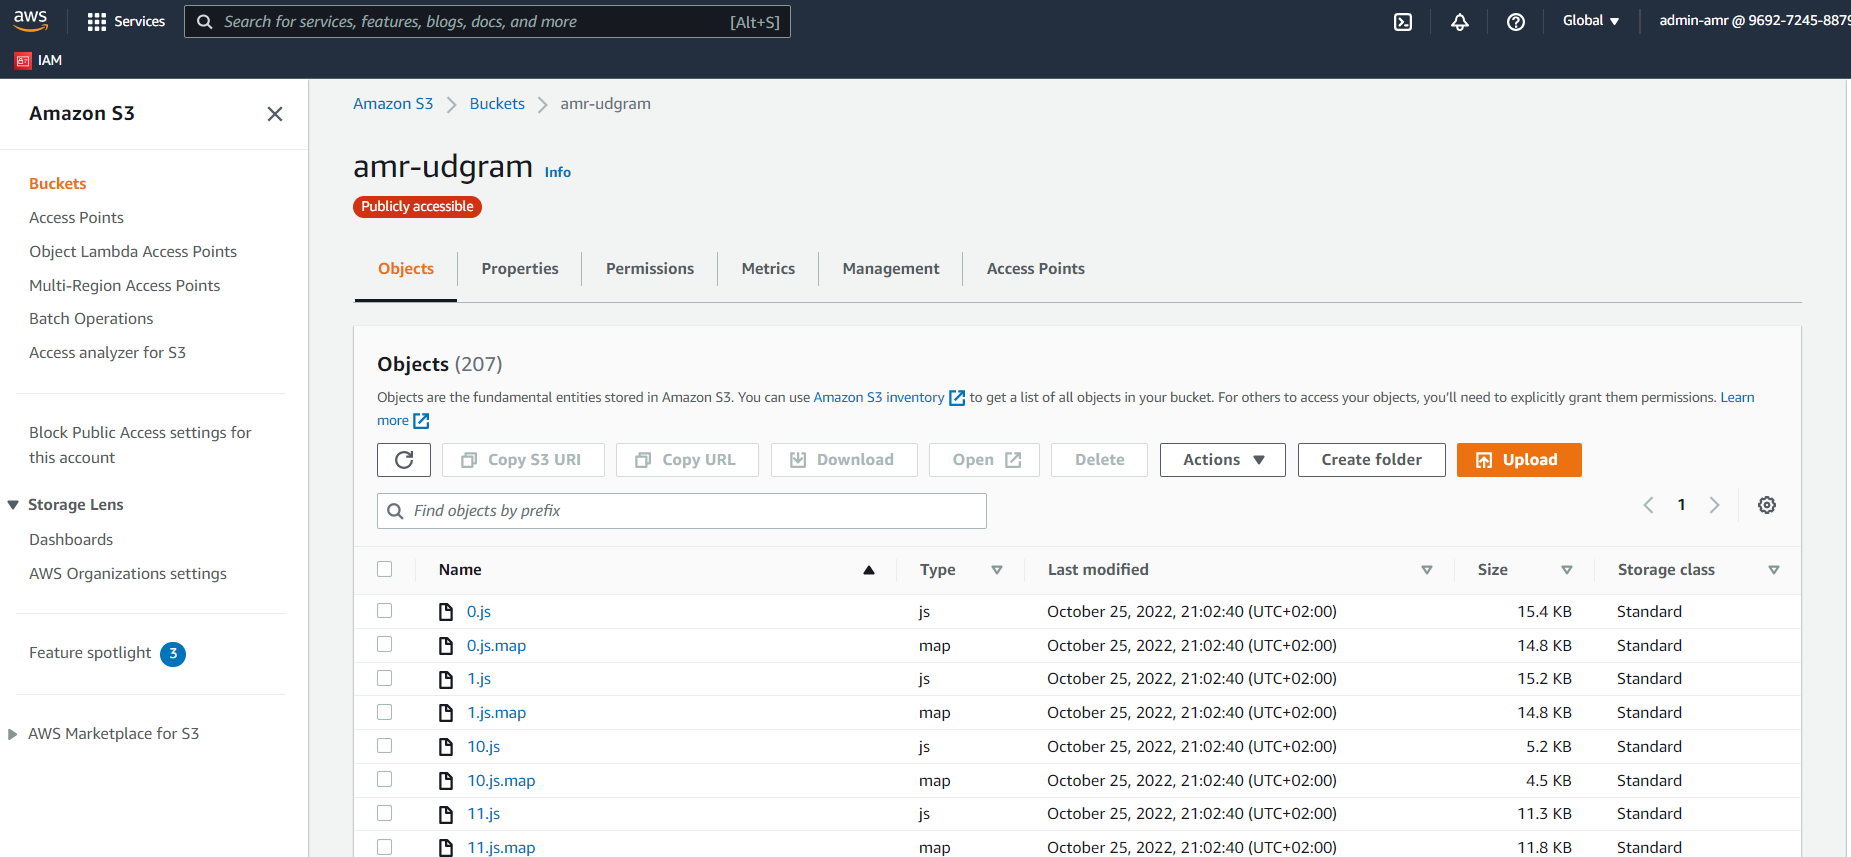 aws
Services
Search for services, features, blogs, docs, and more
[Alt+S]
Global
admin-amr @ 9692-7245-8879
IAM
Amazon S3
Buckets
Access Points
Object Lambda Access Points
Multi-Region Access Points
Batch Operations
Access analyzer for S3
Block Public Access settings for
this account
Storage Lens
Dashboards
AWS Organizations settings
Feature spotlight 3
AWS Marketplace for S3
Amazon S3 Buckets amr-udgram
amr-udgram Info
Publicly accessible
Objects Properties Permissions Metrics Management Access Points
Objects (207)
Objects are the fundamental entities stored in Amazon S3. You can use Amazon S3 inventory to get a list of all objects in your bucket. For others to access your objects, you'll need to explicitly grant them permissions. Learn
more
Copy S3 URI Copy URL Download Open Delete Actions Create folder Upload
Find objects by prefix
1
Name Type Last modified Size Storage class
0.js js October 25, 2022, 21:02:40 (UTC+02:00) 15.4 KB Standard
0.js.map map October 25, 2022, 21:02:40 (UTC+02:00) 14.8 KB Standard
1.js js October 25, 2022, 21:02:40 (UTC+02:00) 15.2 KB Standard
1.js.map map October 25, 2022, 21:02:40 (UTC+02:00) 14.8 KB Standard
10.js js October 25, 2022, 21:02:40 (UTC+02:00) 5.2 KB Standard
10.js.map map October 25, 2022, 21:02:40 (UTC+02:00) 4.5 KB Standard
11.js js October 25, 2022, 21:02:40 (UTC+02:00) 11.3 KB Standard
11.js.map map October 25, 2022, 21:02:40 (UTC+02:00) 11.8 KB Standard